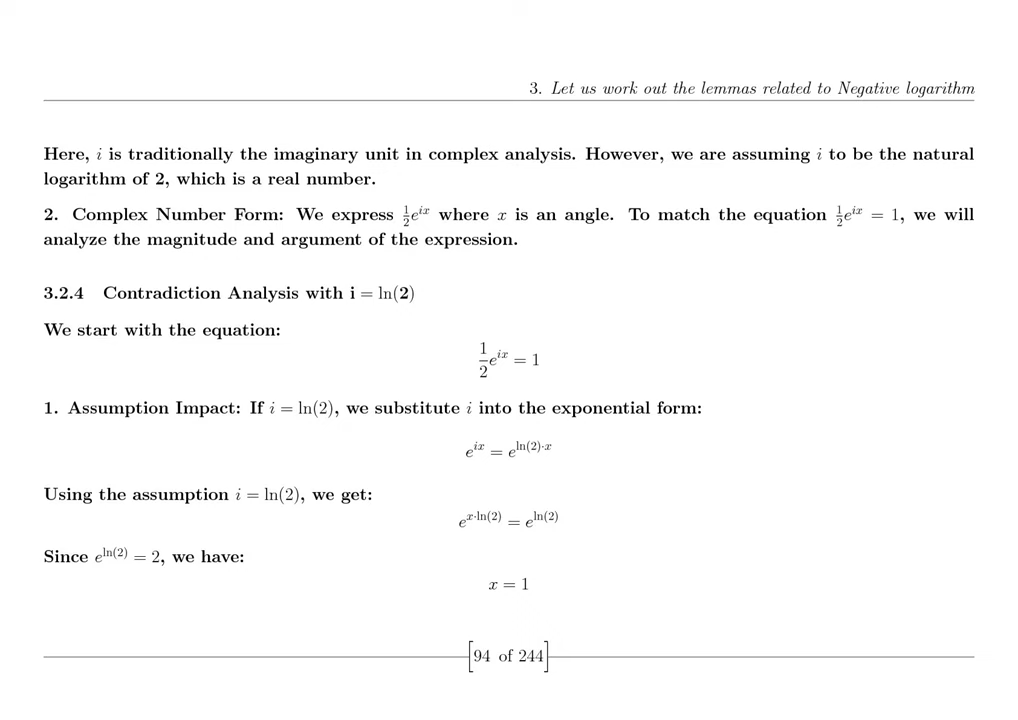 3. Let us work out the lemmas related to Negative logarithm
Here, i is traditionally the imaginary unit in complex analysis. However, we are assuming i to be the natural
logarithm of 2, which is a real number.
2. Complex Number Form: We express \frac{1}{2}e^{ix} where x is an angle. To match the equation \frac{1}{2}e^{ix} = 1, we will
analyze the magnitude and argument of the expression.
3.2.4 Contradiction Analysis with i = ln(2)
We start with the equation:
\frac{1}{2}e^{ix} = 1
1. Assumption Impact: If i = ln(2), we substitute i into the exponential form:
e^{ix} = e^{ln(2)·x}
Using the assumption i = ln(2), we get:
e^{x·ln(2)} = e^{ln(2)}
Since e^{ln(2)} = 2, we have:
x = 1
[94 of 244]